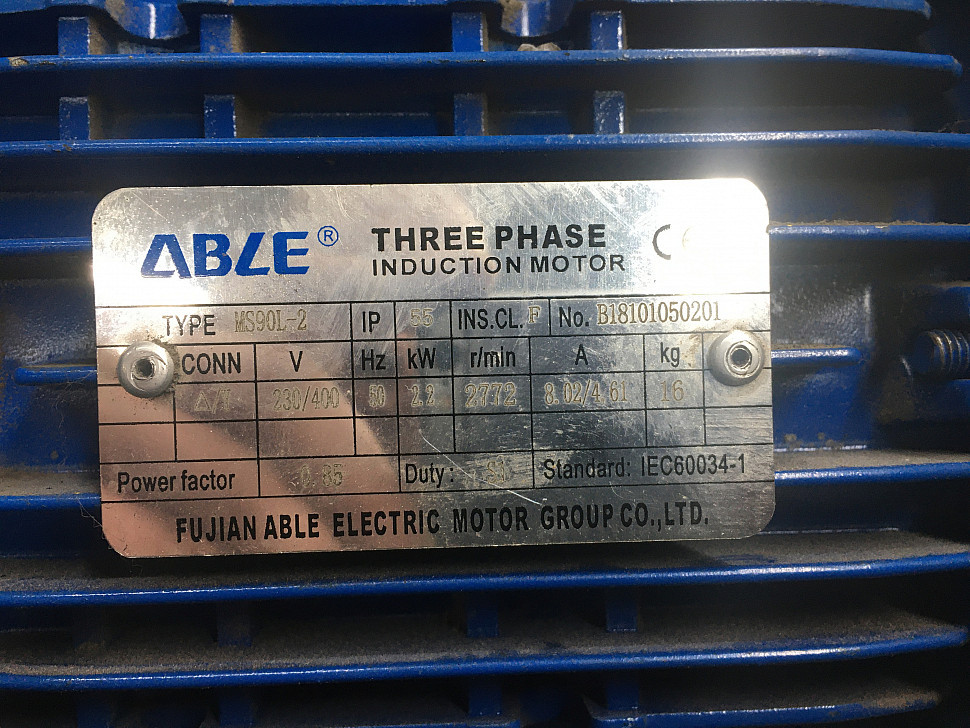 ABLE® THREE PHASE
INDUCTION MOTOR CE
TYPE MS90L-2 IP 55 INS.CL. F No. B18101050201
CONN V Hz kW r/min A kg
Δ/Y 230/400 50 2.2 2772 8.02/4.61 16
Power factor 0.85 Duty: Standard: IEC60034-1
FUJIAN ABLE ELECTRIC MOTOR GROUP CO.,LTD.